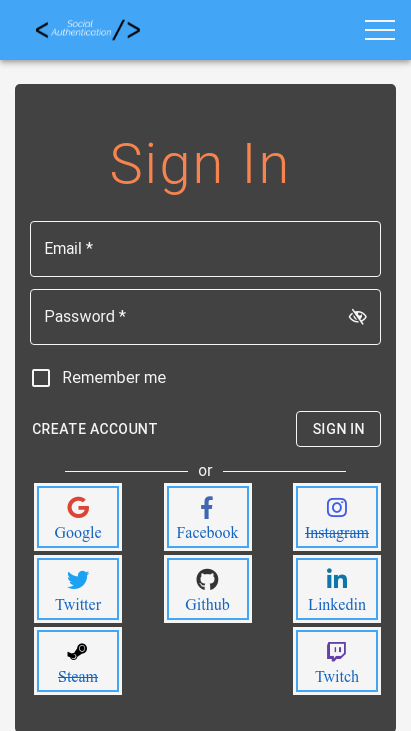 Social
Authentication
Sign In
Email *
Password *
Remember me
CREATE ACCOUNT
SIGN IN
or
Google
Facebook
Instagram
Twitter
Github
Linkedin
Steam
Twitch